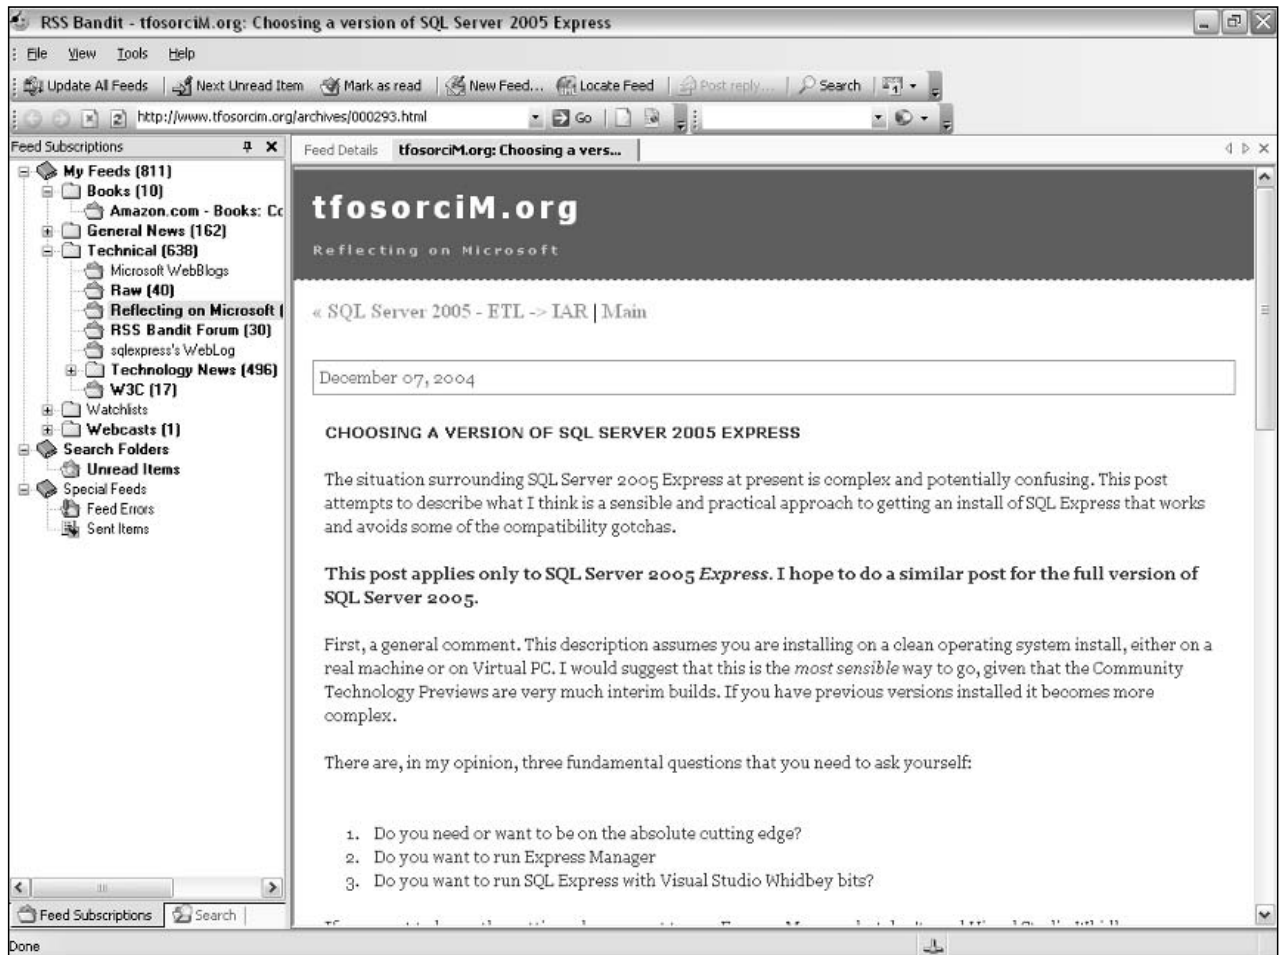 RSS Bandit - tfosorciM.org: Choosing a version of SQL Server 2005 Express
File View Tools Help
Update All Feeds Next Unread Item Mark as read New Feed... Locate Feed Post reply... Search
http://www.tfosorcim.org/archives/000293.html Go
Feed Subscriptions
My Feeds (811)
Books (10)
Amazon.com - Books: Cc
General News (162)
Technical (638)
Microsoft WebBlogs
Raw (40)
Reflecting on Microsoft (
RSS Bandit Forum (30)
sqlexpress's WebLog
Technology News (496)
W3C (17)
Watchlists
Webcasts (1)
Search Folders
Unread Items
Special Feeds
Feed Errors
Sent Items
Feed Subscriptions Search
Feed Details tfosorciM.org: Choosing a vers...
tfosorciM.org
Reflecting on Microsoft
« SQL Server 2005 - ETL -> IAR | Main
December 07, 2004
CHOOSING A VERSION OF SQL SERVER 2005 EXPRESS
The situation surrounding SQL Server 2005 Express at present is complex and potentially confusing. This post
attempts to describe what I think is a sensible and practical approach to getting an install of SQL Express that works
and avoids some of the compatibility gotchas.
This post applies only to SQL Server 2005 Express. I hope to do a similar post for the full version of
SQL Server 2005.
First, a general comment. This description assumes you are installing on a clean operating system install, either on a
real machine or on Virtual PC. I would suggest that this is the most sensible way to go, given that the Community
Technology Previews are very much interim builds. If you have previous versions installed it becomes more
complex.
There are, in my opinion, three fundamental questions that you need to ask yourself:
1. Do you need or want to be on the absolute cutting edge?
2. Do you want to run Express Manager
3. Do you want to run SQL Express with Visual Studio Whidbey bits?
Done